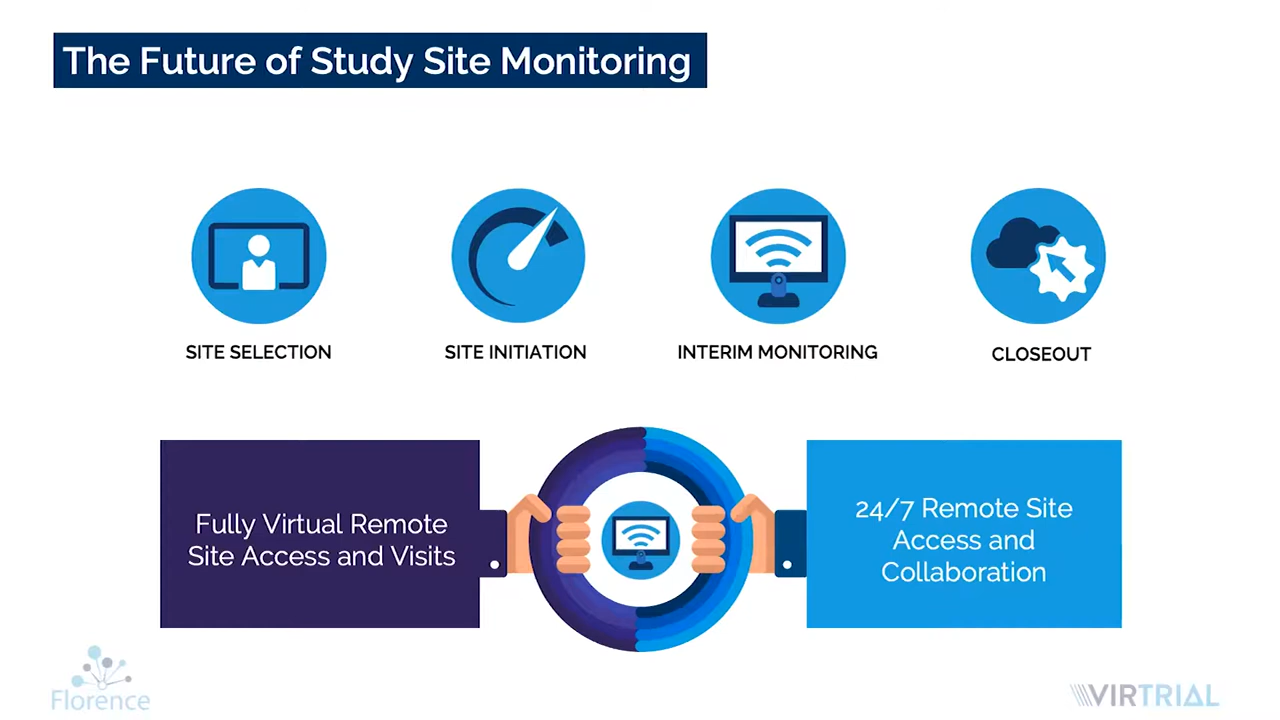 The Future of Study Site Monitoring
SITE SELECTION
SITE INITIATION
INTERIM MONITORING
CLOSEOUT
Fully Virtual Remote
Site Access and Visits
24/7 Remote Site
Access and
Collaboration
Florence
VIRTRIAL